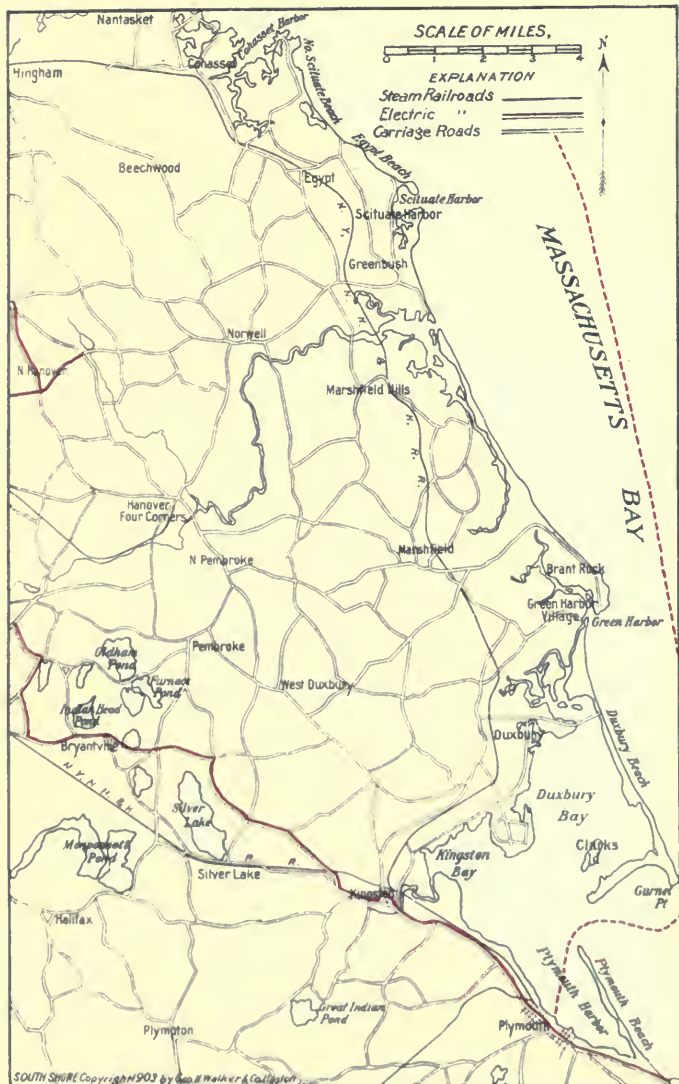 Nantasket
SCALE OF MILES,
0 1 2 3 4
N
Hingham
Cohasset
Cohasset Harbor
No. Scituate Beach
EXPLANATION
Steam Railroads
Electric "
Carriage Roads
Beechwood
Egypt
Egypt Beach
Scituate Harbor
Scituate Harbor
N. Y.
Greenbush
N. H.
MASSACHUSETTS
BAY
Norwell
N Hanover
&
Marshfield Hills
H. R. R.
Hanover
Four Corners
N Pembroke
Marshfield
Brant Rock
Green Harbor
Village
Green Harbor
Oldham
Pond
Pembroke
Furnace
Pond
West Duxbury
Indian Head
Pond
Bryantville
Duxbury
Duxbury Beach
N.Y. N.H. & H.
R. R.
Silver
Lake
Duxbury
Bay
Clarks
Id
Kingston
Bay
Monponsett
Pond
Silver Lake
Gurnet
Pt
Halifax
Kingston
Plymouth Harbor
Plymouth Beach
Great Indian
Pond
Plympton
Plymouth
SOUTH SHORE Copyright 1903 by Geo. H. Walker & Co. Boston